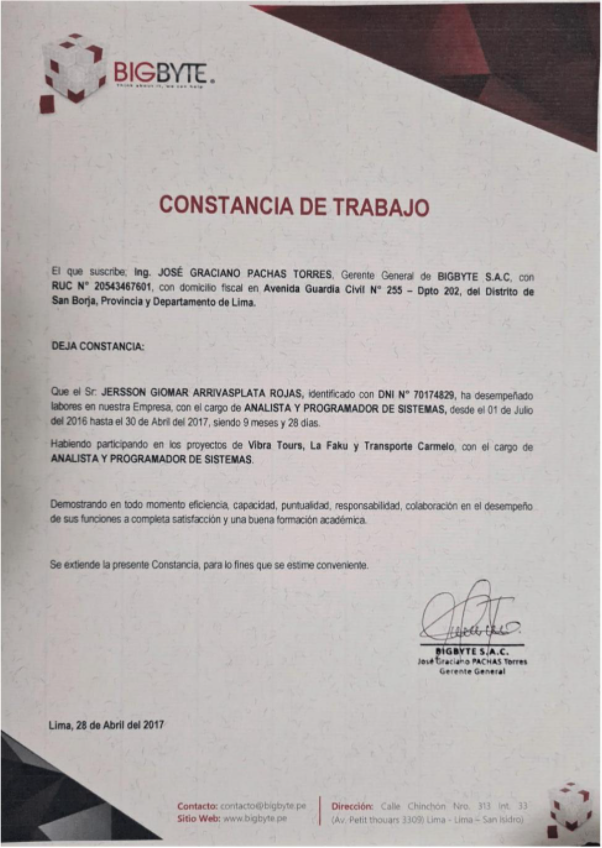 BIGBYTE
Think about it, we can help
CONSTANCIA DE TRABAJO
El que suscribe; Ing. JOSÉ GRACIANO PACHAS TORRES, Gerente General de BIGBYTE S.A.C, con
RUC N° 20543467601, con domicilio fiscal en Avenida Guardia Civil N° 255 – Dpto 202, del Distrito de
San Borja, Provincia y Departamento de Lima.
DEJA CONSTANCIA:
Que el Sr: JERSSON GIOMAR ARRIVASPLATA ROJAS, identificado con DNI N° 70174829, ha desempeñado
labores en nuestra Empresa, con el cargo de ANALISTA Y PROGRAMADOR DE SISTEMAS, desde el 01 de Julio
del 2016 hasta el 30 de Abril del 2017, siendo 9 meses y 28 días.
Habiendo participando en los proyectos de Vibra Tours, La Faku y Transporte Carmelo, con el cargo de
ANALISTA Y PROGRAMADOR DE SISTEMAS.
Demostrando en todo momento eficiencia, capacidad, puntualidad, responsabilidad, colaboración en el desempeño
de sus funciones a completa satisfacción y una buena formación académica.
Se extiende la presente Constancia, para lo fines que se estime conveniente.
BIGBYTE S.A.C.
José Graciano PACHAS Torres
Gerente General
Lima, 28 de Abril del 2017
Contacto: contacto@bigbyte.pe
Sitio Web: www.bigbyte.pe
Dirección: Calle Chinchón Nro. 313 Int. 33
(Av. Petit thouars 3309) Lima - Lima – San Isidro)